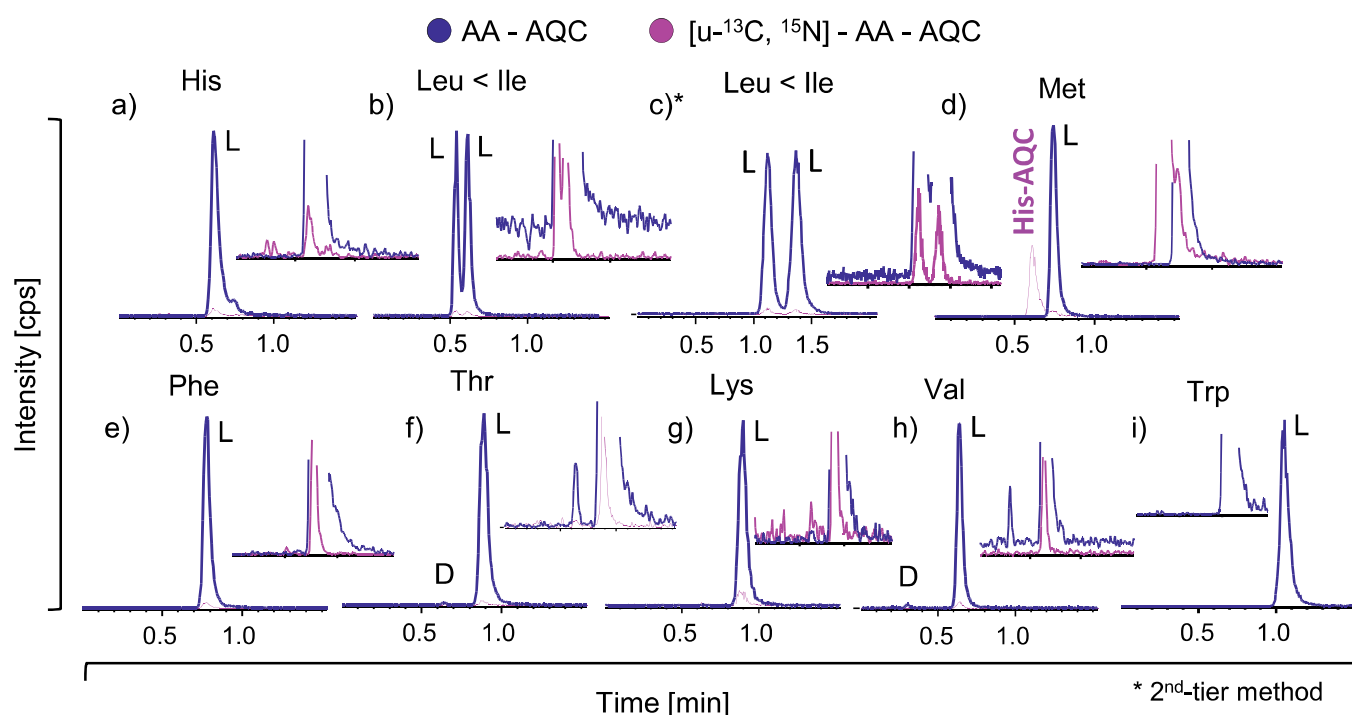 AA - AQC [u-¹³C, ¹⁵N] - AA - AQC
His Leu < Ile Leu < Ile Met
a) b) c)* d)
L L L L L L
His-AQC
0.5 1.0 0.5 1.0 0.5 1.0 1.5 0.5 1.0
Intensity [cps]
Phe Thr Lys Val Trp
e) f) g) h) i)
L L L L L
D D
0.5 1.0 0.5 1.0 0.5 1.0 0.5 1.0 0.5 1.0
Time [min]
* 2ⁿᵈ-tier method